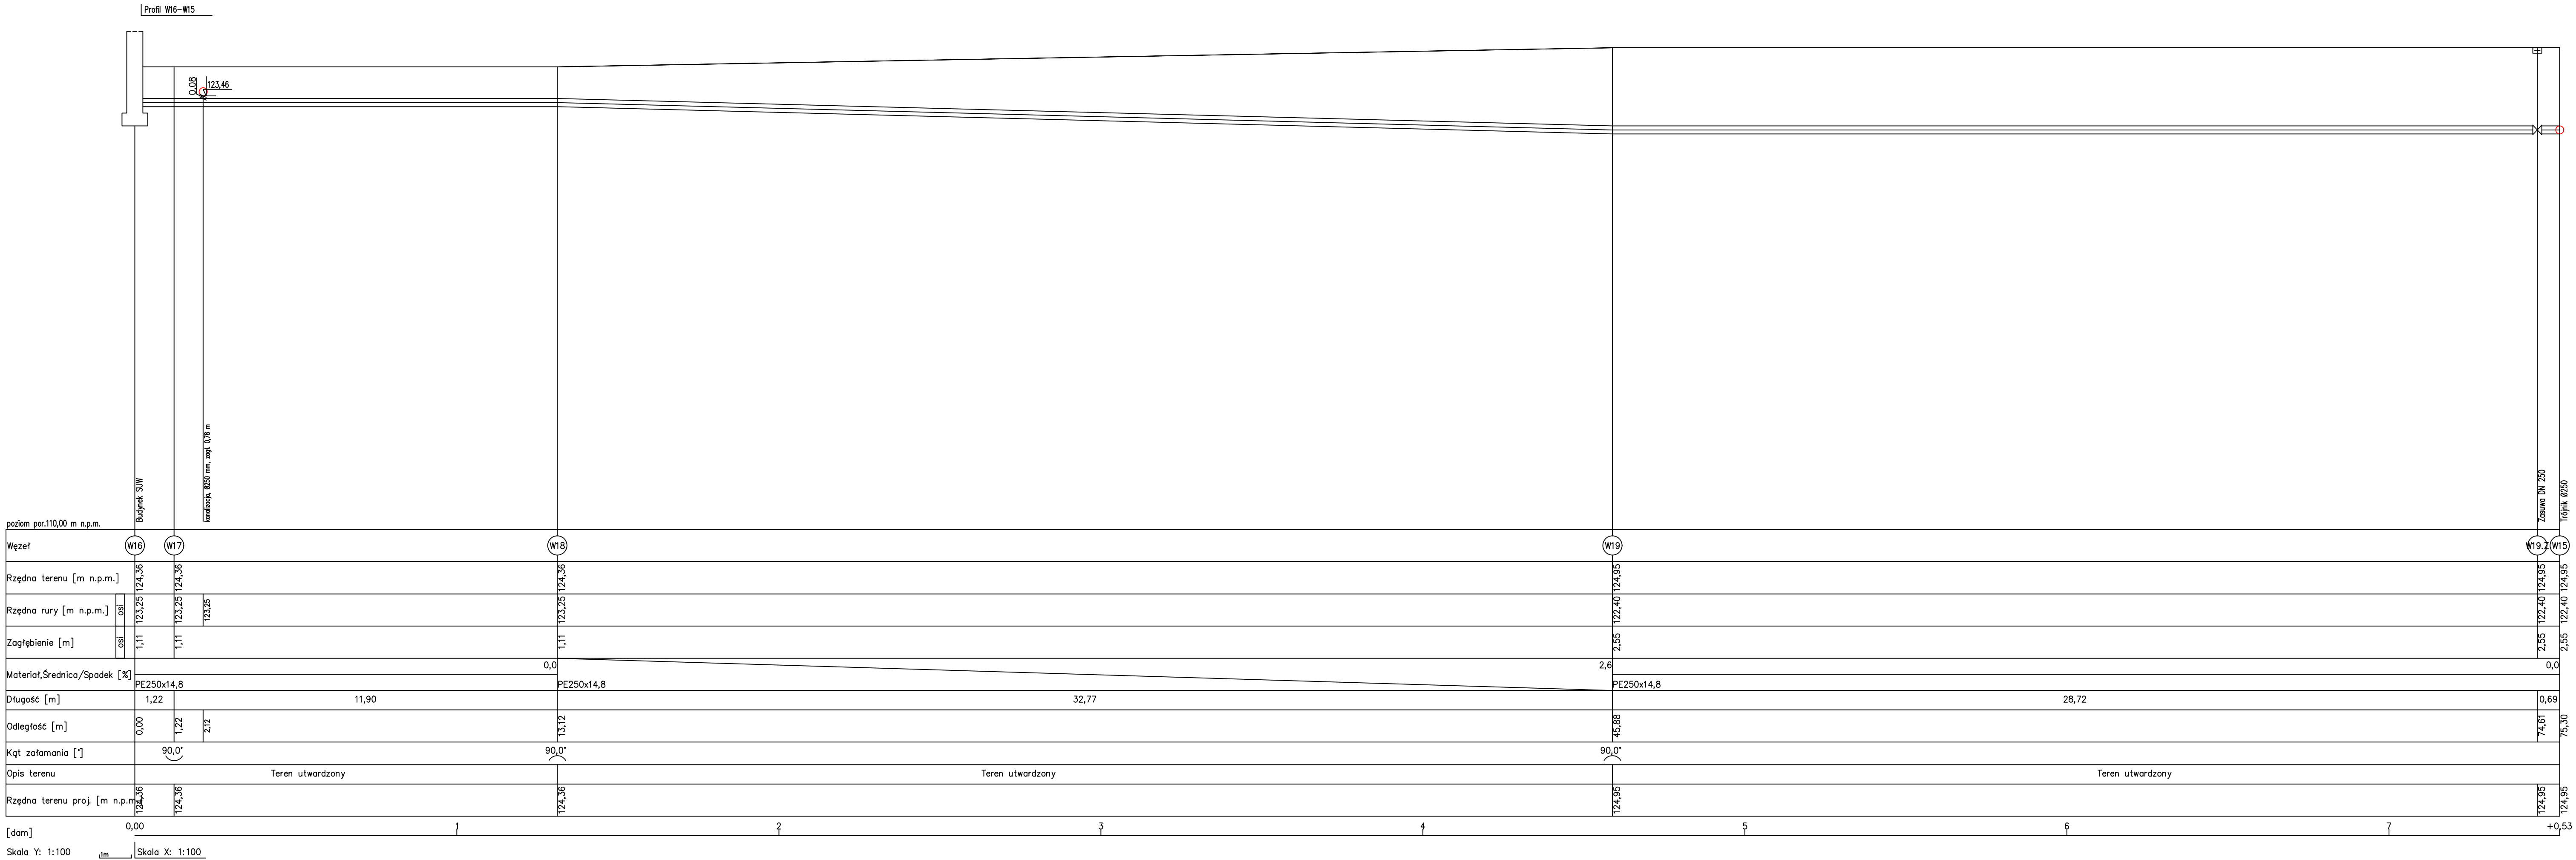 Profil W16-W15
0,08
123,46
Budynek SUW
kanalizacja, Ø250 mm, zagł. 0,78 m
Zasuwa DN 250
Trójnik Ø250
poziom por.110,00 m n.p.m.
Węzeł W16 W17 W18 W19 W19.Z W15
Rzędna terenu [m n.p.m.] 124,36 124,36 124,36 124,95 124,95 124,95
Rzędna rury [m n.p.m.] osi 123,25 123,25 123,25 123,25 122,40 122,40 122,40
Zagłębienie [m] osi 1,11 1,11 1,11 2,55 2,55 2,55
Materiał,Średnica/Spadek [%] 0,0 2,6 0,0
PE250x14,8 PE250x14,8 PE250x14,8
Długość [m] 1,22 11,90 32,77 28,72 0,69
Odległość [m] 0,00 1,22 2,12 13,12 45,88 74,61 75,30
Kąt załamania [°] 90,0° 90,0° 90,0°
Opis terenu Teren utwardzony Teren utwardzony Teren utwardzony
Rzędna terenu proj. [m n.p.m.] 124,36 124,36 124,36 124,95 124,95 124,95
[dam] 0,00 1 2 3 4 5 6 7 +0,53
Skala Y: 1:100 1m Skala X: 1:100